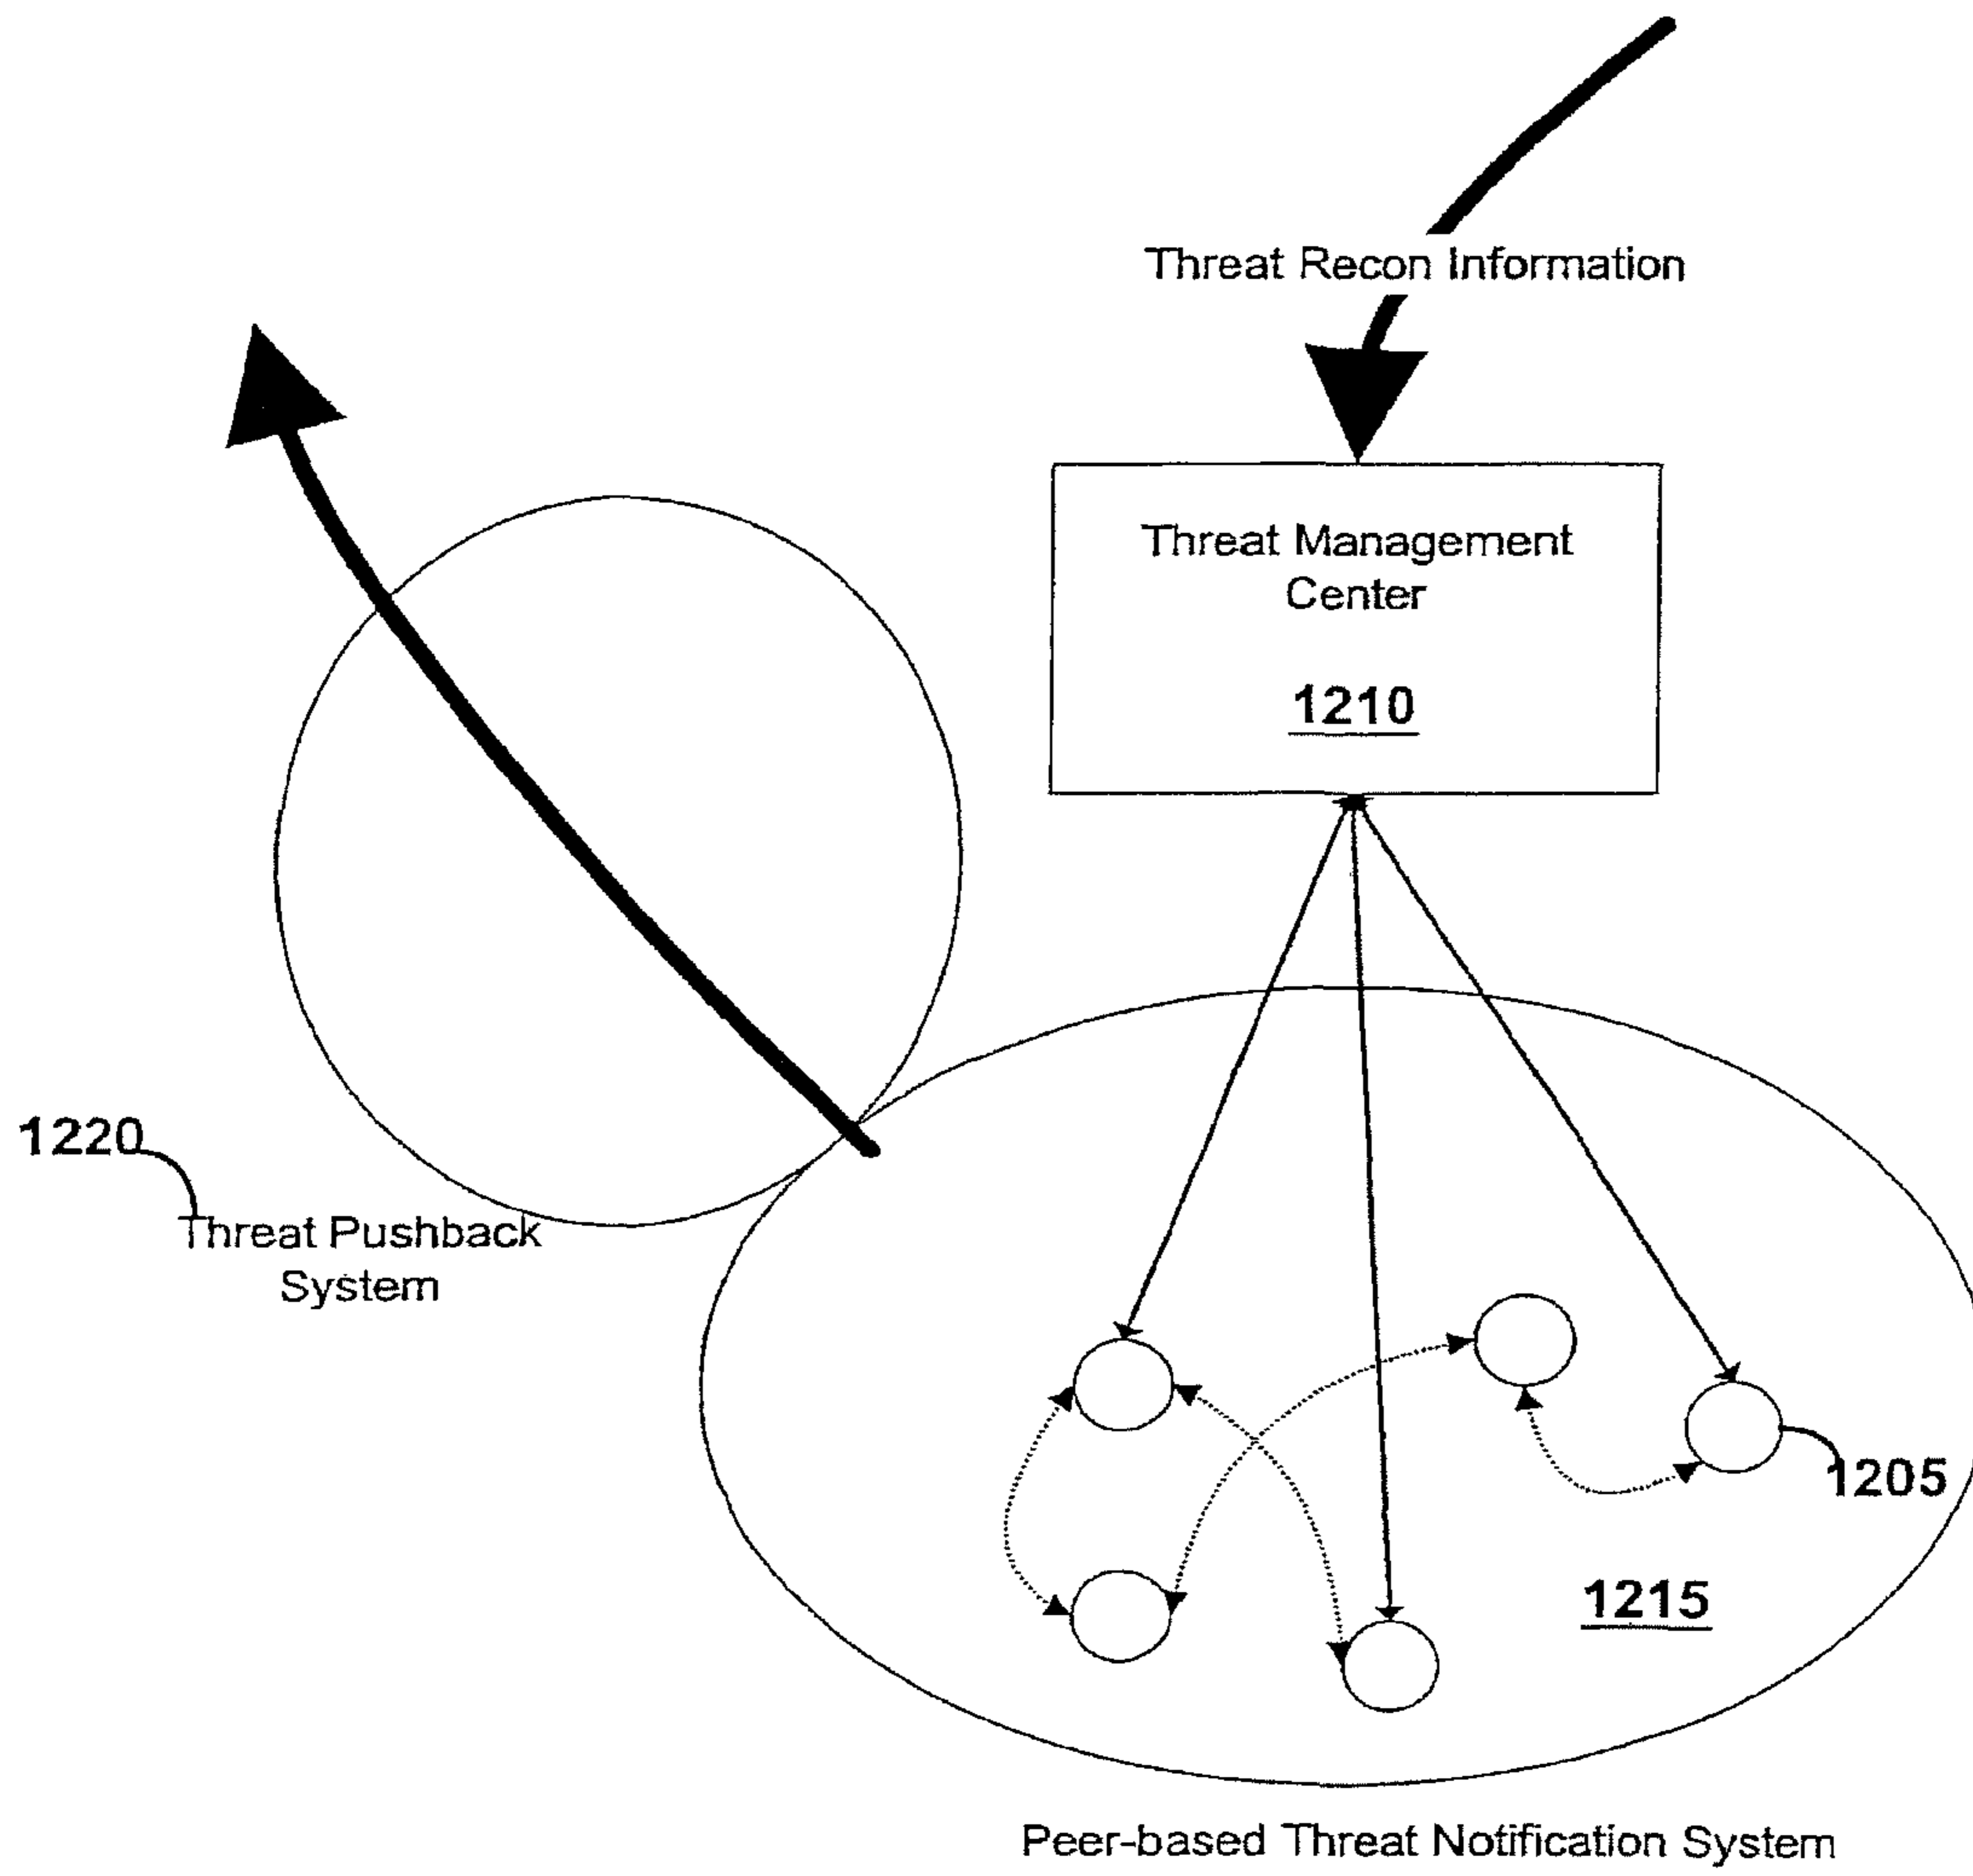 Threat Recon Information
Threat Management
Center
1210
1220
Threat Pushback
System
1205
1215
Peer-based Threat Notification System